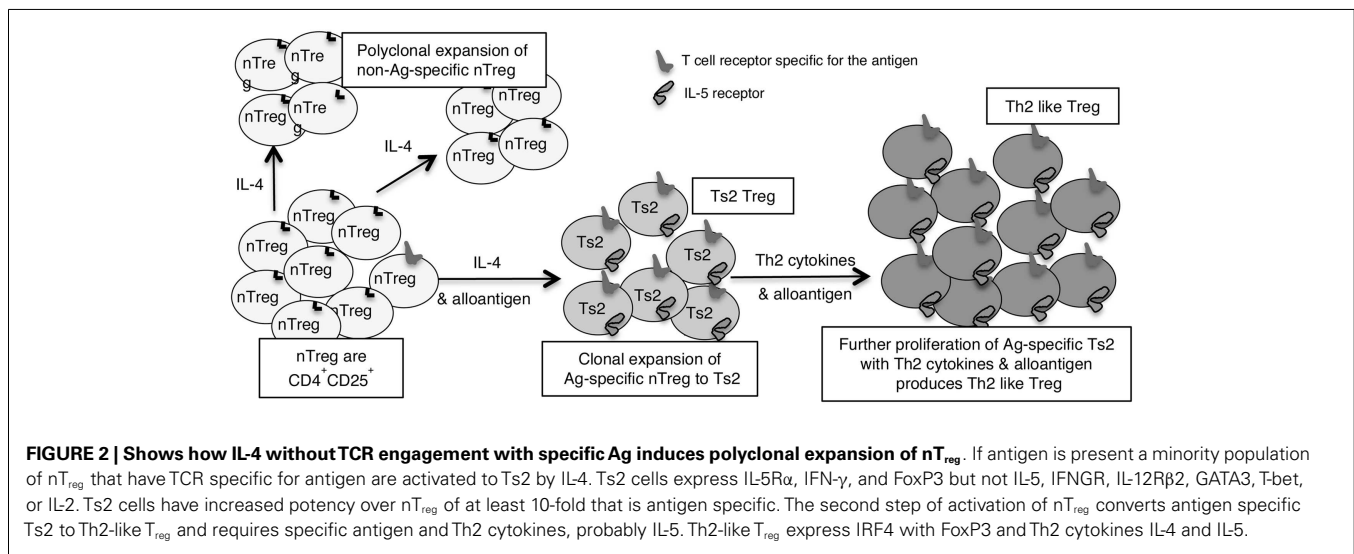 nTre
g
nTre
g
nTreg
nTre
g
Polyclonal expansion of
non-Ag-specific nTreg
nTreg
nTreg
nTreg
nTreg
T cell receptor specific for the antigen
IL-5 receptor
Th2 like Treg
IL-4
IL-4
nTreg
nTreg
nTreg
nTreg
nTreg
nTreg
nTreg
nTreg
nTreg are
CD4⁺CD25⁺
IL-4
& alloantigen
Ts2
Ts2
Ts2
Ts2
Ts2
Ts2
Ts2 Treg
Clonal expansion of
Ag-specific nTreg to Ts2
Th2 cytokines
& alloantigen
Further proliferation of Ag-specific Ts2
with Th2 cytokines & alloantigen
produces Th2 like Treg
FIGURE 2 | Shows how IL-4 without TCR engagement with specific Ag induces polyclonal expansion of nTreg. If antigen is present a minority population
of nTreg that have TCR specific for antigen are activated to Ts2 by IL-4. Ts2 cells express IL-5Rα, IFN-γ, and FoxP3 but not IL-5, IFNGR, IL-12Rβ2, GATA3, T-bet,
or IL-2. Ts2 cells have increased potency over nTreg of at least 10-fold that is antigen specific. The second step of activation of nTreg converts antigen specific
Ts2 to Th2-like Treg and requires specific antigen and Th2 cytokines, probably IL-5. Th2-like Treg express IRF4 with FoxP3 and Th2 cytokines IL-4 and IL-5.